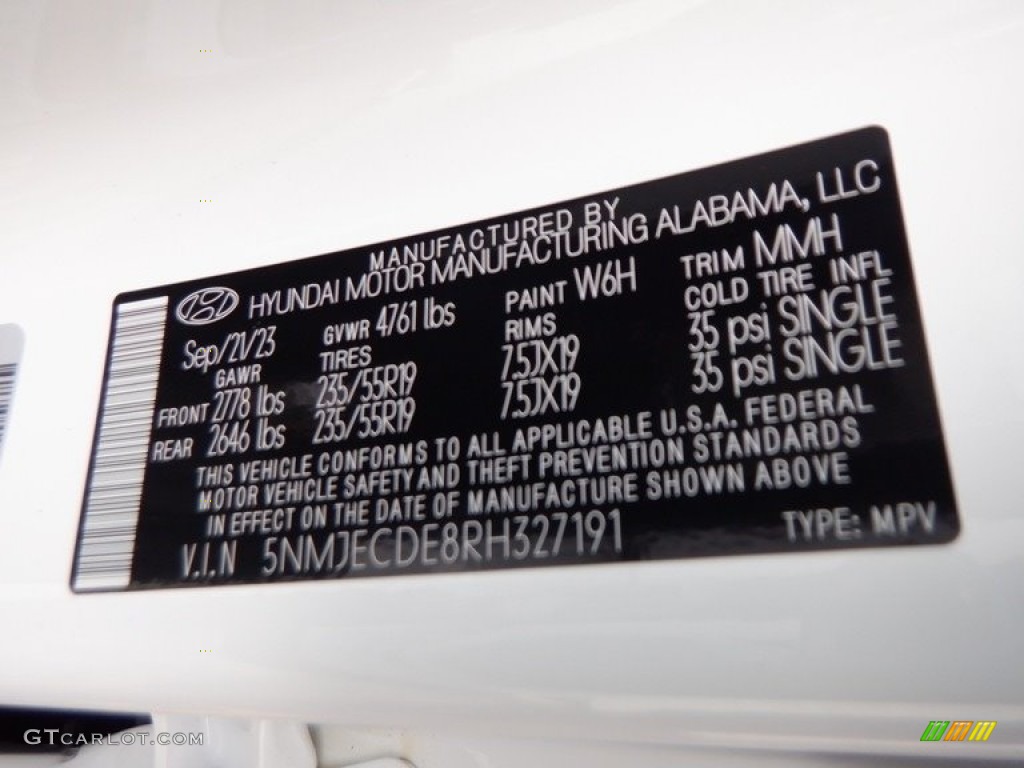 MANUFACTURED BY
HYUNDAI MOTOR MANUFACTURING ALABAMA, LLC
Sep/21/23 GVWR 4761 lbs PAINT W6H TRIM MMH
GAWR TIRES RIMS COLD TIRE INFL
FRONT 2778 lbs 235/55R19 7.5JX19 35 psi SINGLE
REAR 2646 lbs 235/55R19 7.5JX19 35 psi SINGLE
THIS VEHICLE CONFORMS TO ALL APPLICABLE U.S.A. FEDERAL
MOTOR VEHICLE SAFETY AND THEFT PREVENTION STANDARDS
IN EFFECT ON THE DATE OF MANUFACTURE SHOWN ABOVE
V.I.N 5NMJECDE8RH327191 TYPE: MPV
GTCARLOT.COM